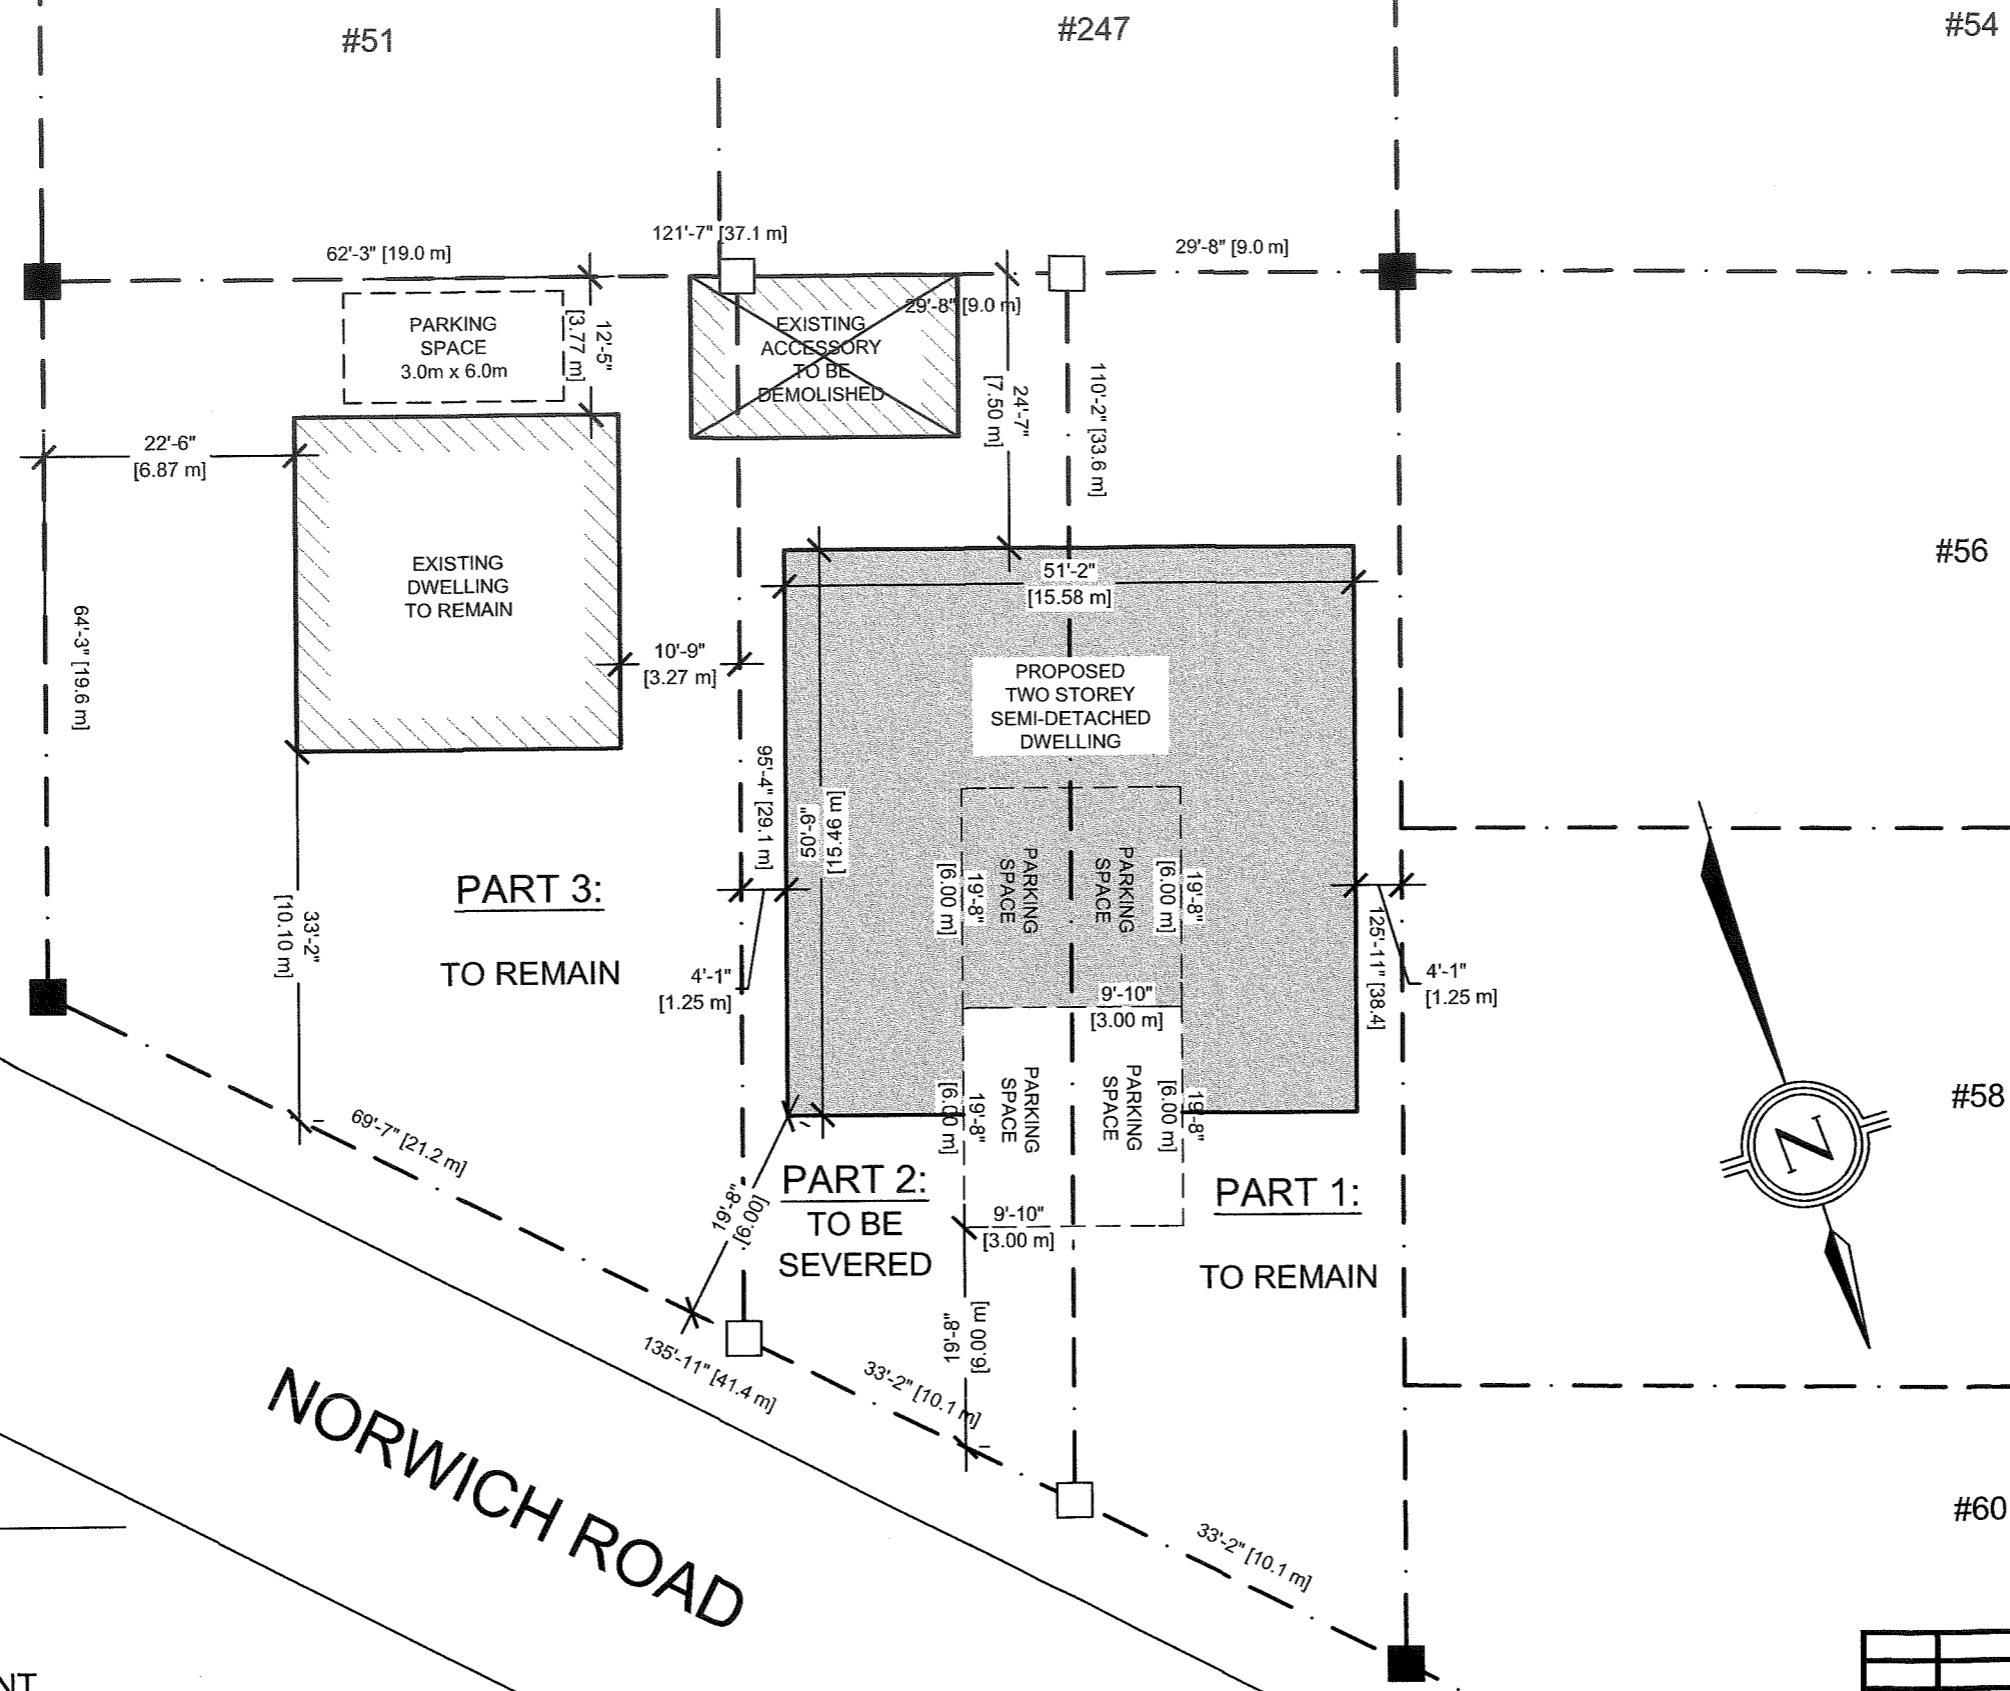 #51
#247
#54
62'-3" [19.0 m]
121'-7" [37.1 m]
29'-8" [9.0 m]
29'-8" [9.0 m]
PARKING
SPACE
3.0m x 6.0m
12'-5"
[3.77 m]
EXISTING
ACCESSORY
TO BE
DEMOLISHED
24'-7"
[7.50 m]
110'-2" [33.6 m]
22'-6"
[6.87 m]
EXISTING
DWELLING
TO REMAIN
64'-3" [19.6 m]
10'-9"
[3.27 m]
51'-2"
[15.58 m]
PROPOSED
TWO STOREY
SEMI-DETACHED
DWELLING
#56
95'-4" [29.1 m]
50'-9"
[15.46 m]
PARKING
SPACE
PARKING
SPACE
19'-8"
[6.00 m]
19'-8"
[6.00 m]
PART 3:
TO REMAIN
33'-2"
[10.10 m]
4'-1"
[1.25 m]
9'-10"
[3.00 m]
125'-11" [38.4]
4'-1"
[1.25 m]
PARKING
SPACE
PARKING
SPACE
19'-8"
[6.00 m]
19'-8"
[6.00 m]
#58
N
69'-7" [21.2 m]
19'-8"
[6.00]
PART 2:
TO BE
SEVERED
9'-10"
[3.00 m]
PART 1:
TO REMAIN
19'-8"
[6.00 m]
135'-11" [41.4 m]
33'-2" [10.1 m]
33'-2" [10.1 m]
NORWICH ROAD
#60
NT